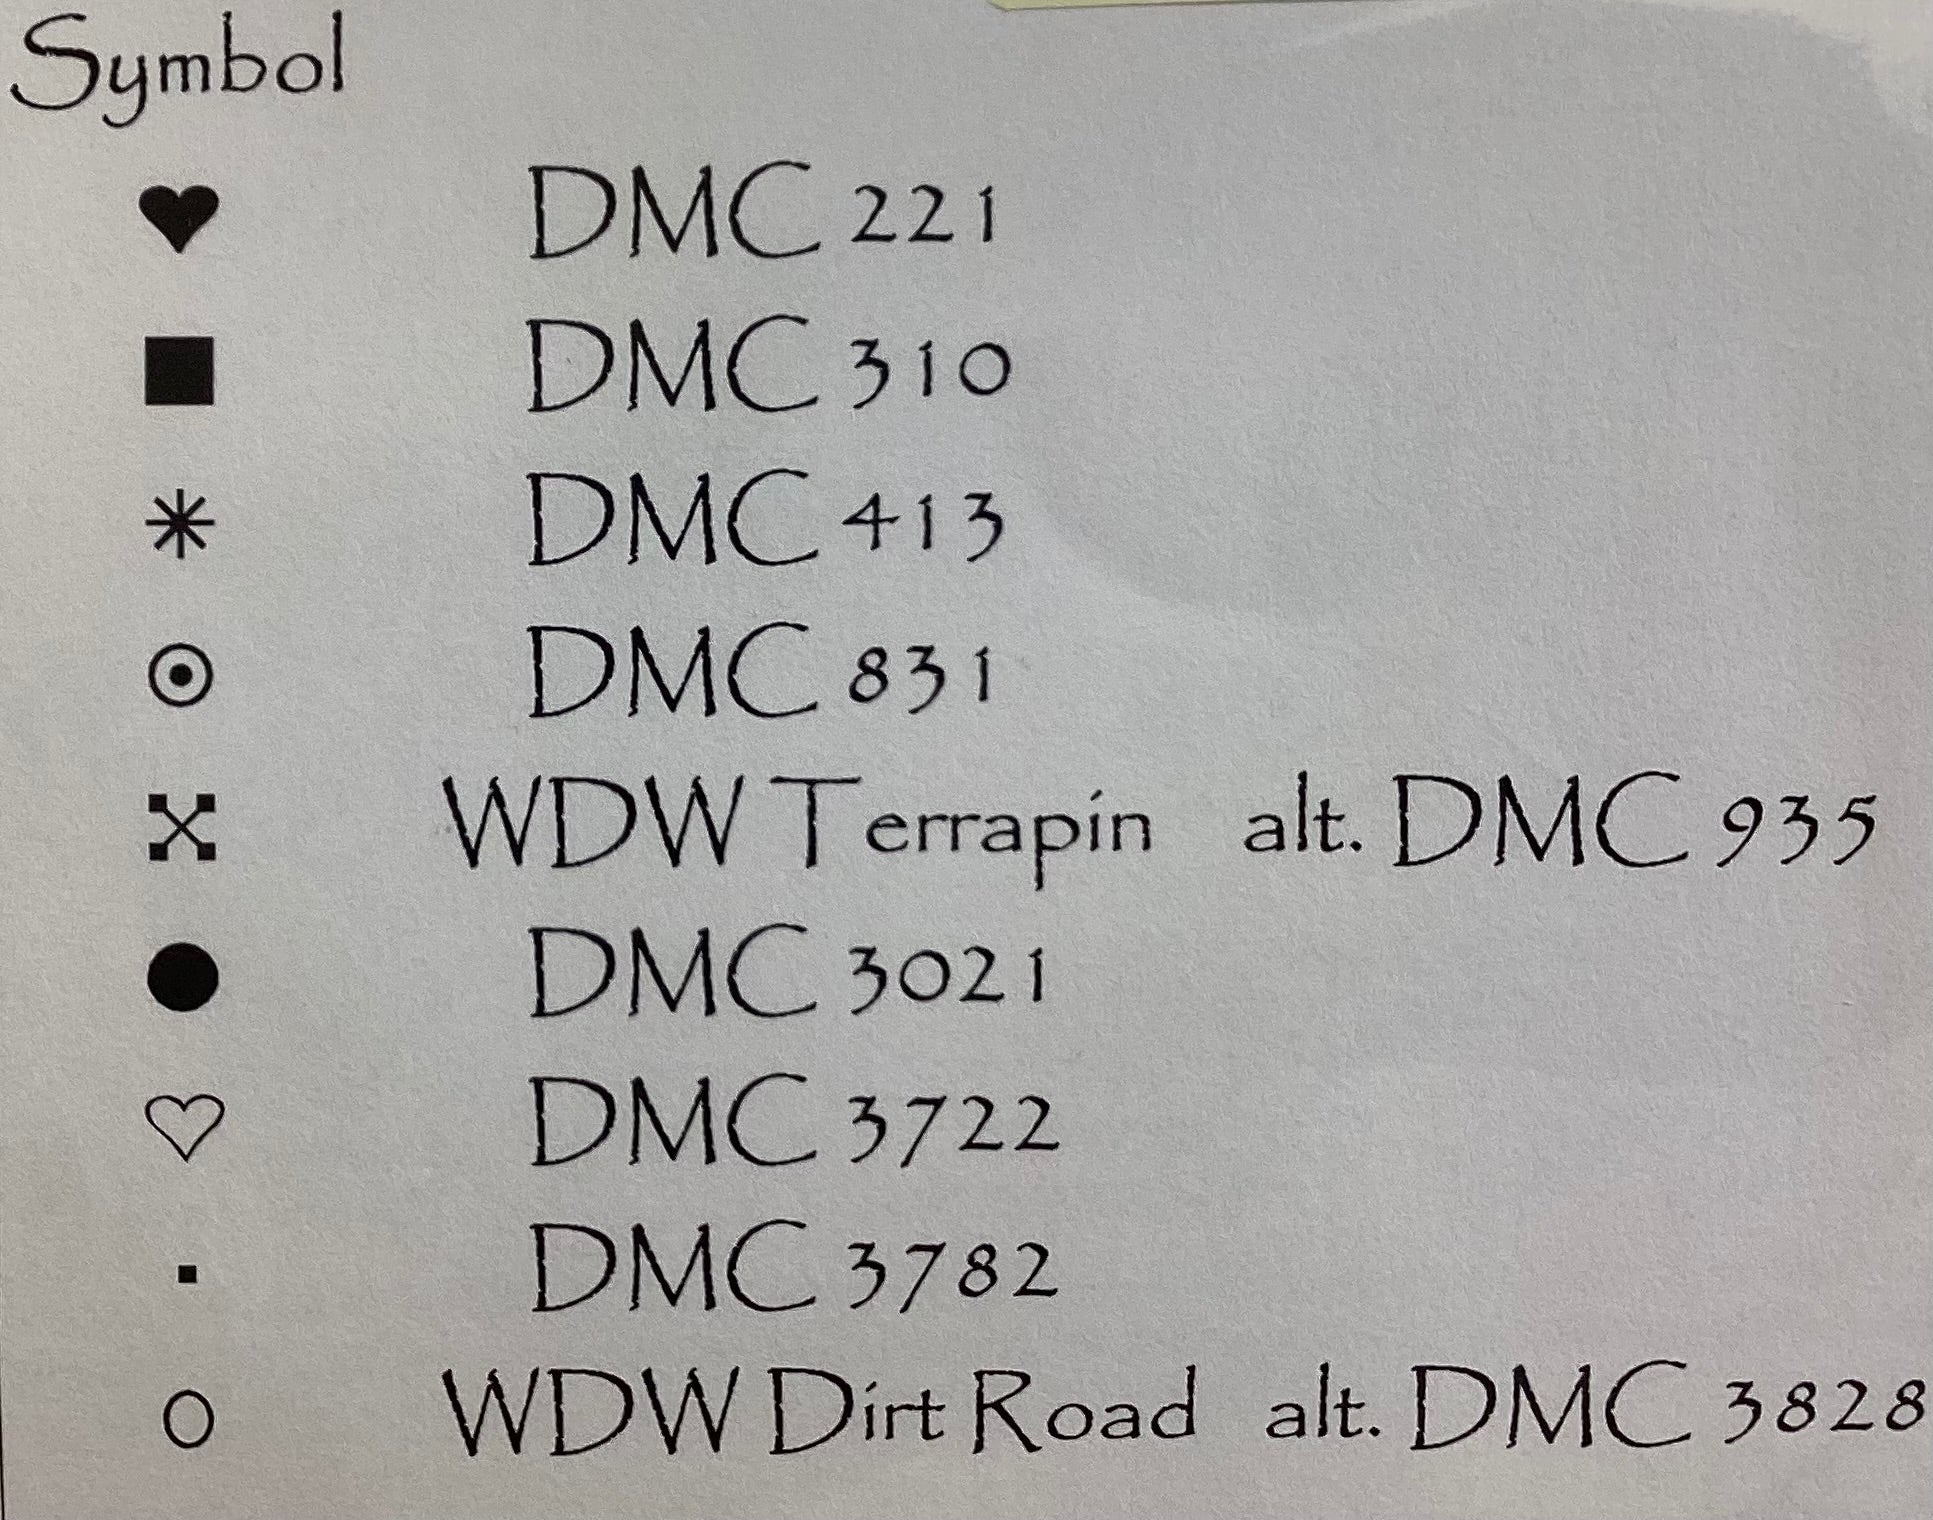 Symbol
♥ DMC 221
■ DMC 310
✳ DMC 413
⊙ DMC 831
WDW Terrapin alt. DMC 935
● DMC 3021
♡ DMC 3722
▪ DMC 3782
○ WDW Dirt Road alt. DMC 3828